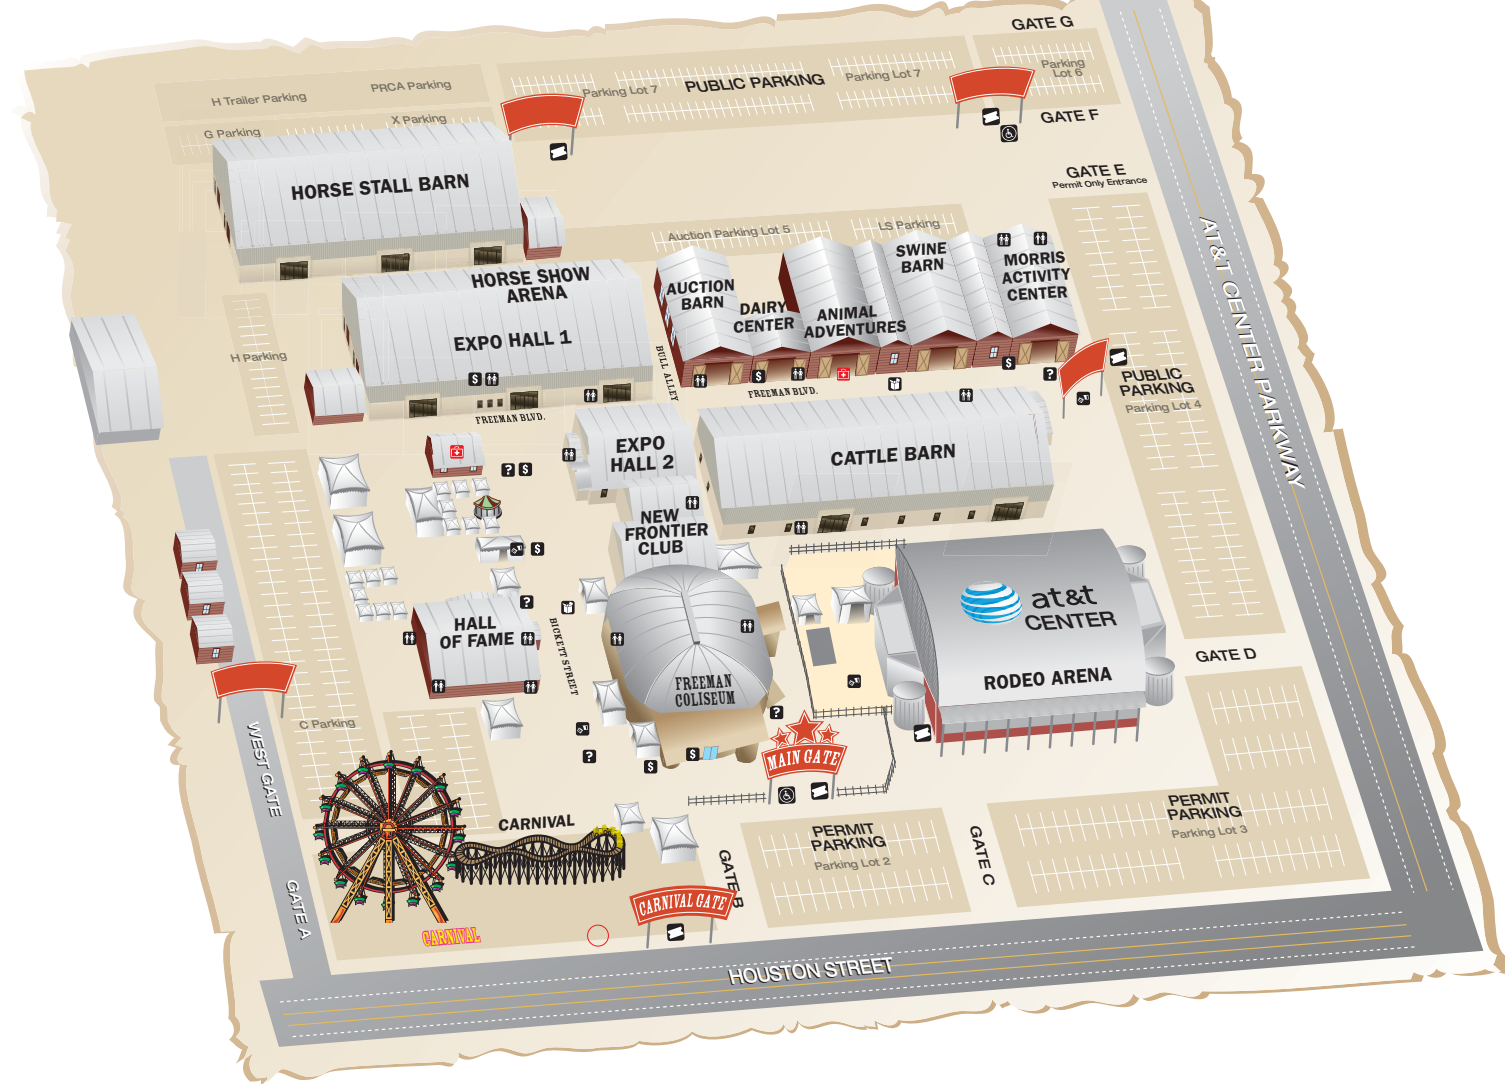 GATE G
Parking
Lot 6
PUBLIC PARKING
Parking Lot 7
Parking Lot 7
PRCA Parking
H Trailer Parking
X Parking
G Parking
GATE F
GATE E
Permit Only Entrance
HORSE STALL BARN
Auction Parking Lot 5
LS Parking
HORSE SHOW
ARENA
EXPO HALL 1
AUCTION
BARN
DAIRY
CENTER
ANIMAL
ADVENTURES
SWINE
BARN
MORRIS
ACTIVITY
CENTER
AT&T CENTER PARKWAY
H Parking
$
BULL ALLEY
$
$
?
PUBLIC
PARKING
Parking Lot 4
FREEMAN BLVD.
FREEMAN BLVD.
EXPO
HALL 2
CATTLE BARN
? $
NEW
FRONTIER
CLUB
$
?
HALL
OF FAME
BICKETT STREET
at&t
CENTER
RODEO ARENA
FREEMAN
COLISEUM
GATE D
C Parking
WEST GATE
?
MAIN GATE
?
$
$
CARNIVAL
PERMIT
PARKING
Parking Lot 2
PERMIT
PARKING
Parking Lot 3
GATE B
GATE C
GATE A
CARNIVAL GATE
CARNIVAL
HOUSTON STREET